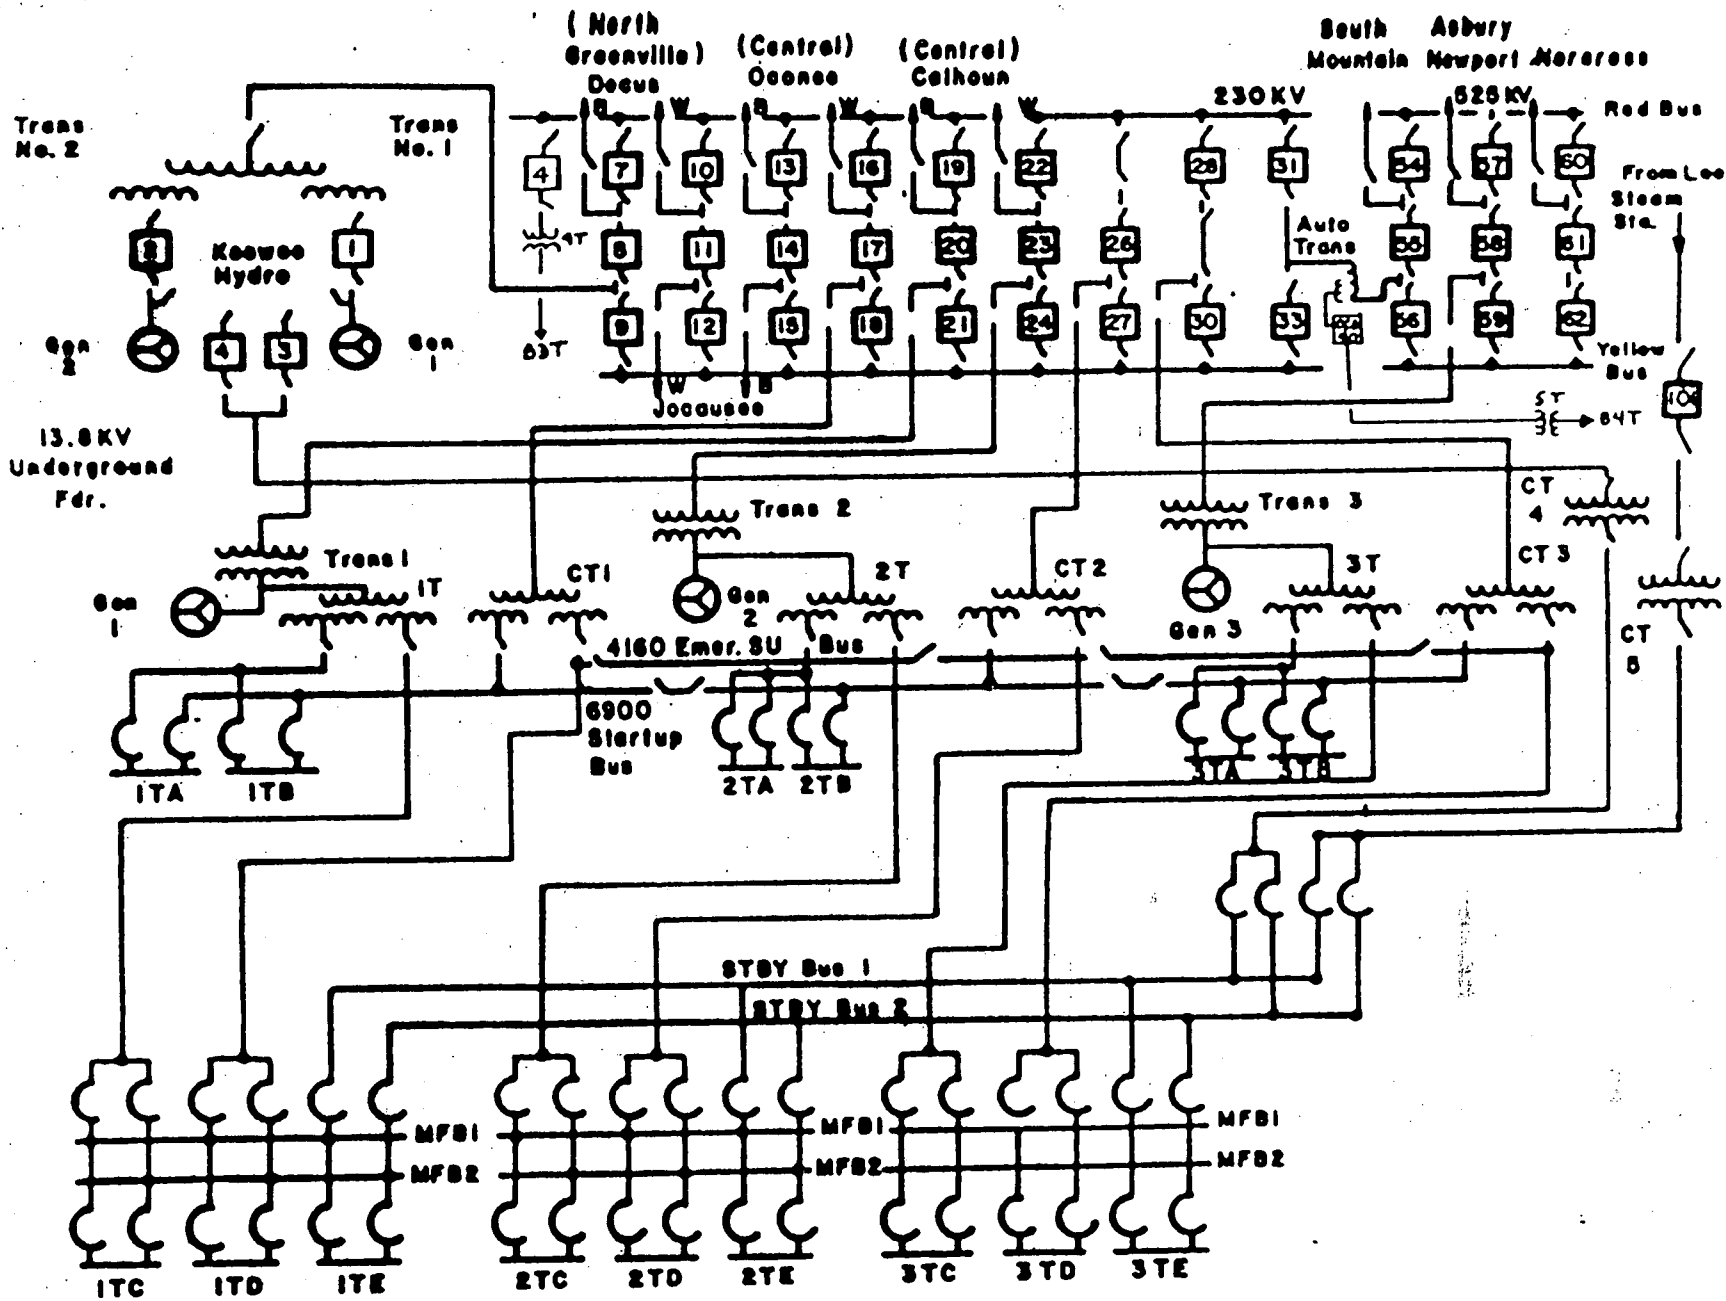 (North
Greenville)
Dacus
(Central)
Oconee
(Central)
Calhoun
South
Mountain
Asbury
Newport
Norcross
230KV
525KV
Red Bus
Trans
No. 2
Trans
No. 1
B
W
B
W
B
W
4
7
10
13
16
19
22
28
31
54
57
60
From Lee
Steam
Sta.
2
Keowee
Hydro
1
4T
8
11
14
17
20
23
26
Auto
Trans
55
58
61
Gen
2
4
3
Gen
1
83T
9
12
15
18
21
24
27
30
33
56
59
62
Yellow
Bus
W
B
Jocassee
5T
84T
13.8KV
Underground
Fdr.
Trans 2
Trans 3
CT
4
Trans 1
1T
CT1
2T
CT2
3T
CT3
Gen
1
Gen
2
Gen 3
CT
5
4160 Emer. SU Bus
6900
Startup
Bus
1TA
1TB
2TA
2TB
3TA
3TB
STBY Bus 1
STBY Bus 2
MFB1
MFB1
MFB1
MFB2
MFB2
MFB2
1TC
1TD
1TE
2TC
2TD
2TE
3TC
3TD
3TE